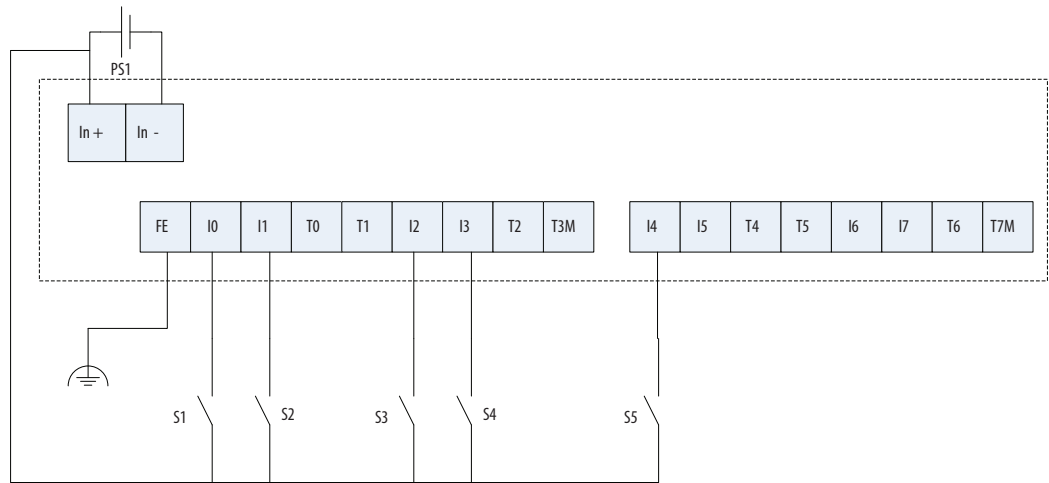 PS1
In + In -
FE I0 I1 T0 T1 I2 I3 T2 T3M I4 I5 T4 T5 I6 I7 T6 T7M
S1 S2 S3 S4 S5